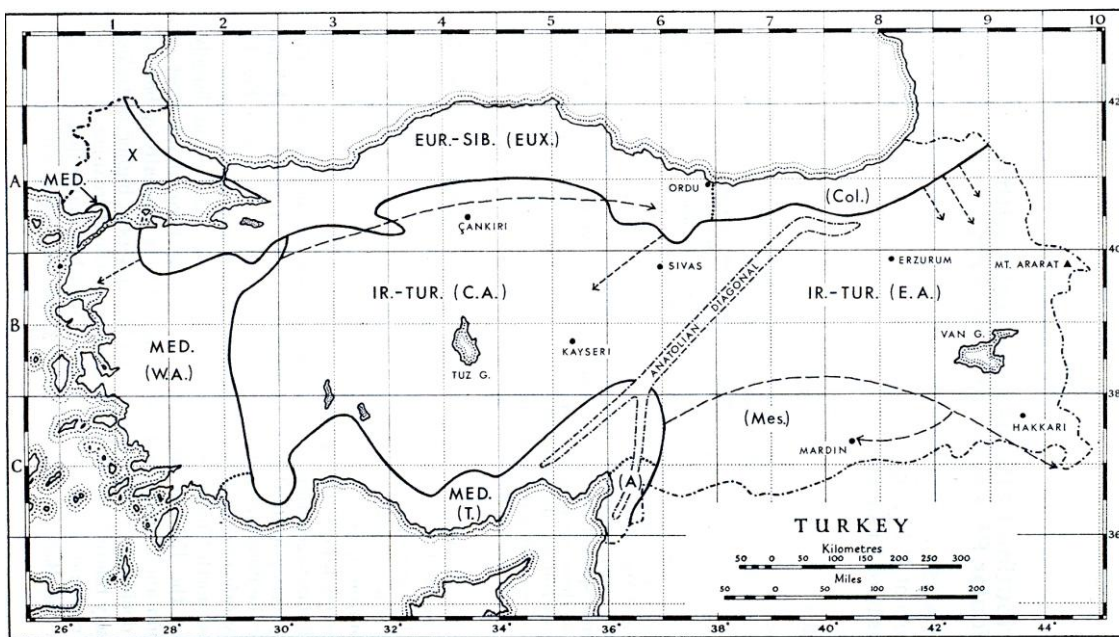 1 2 3 4 5 6 7 8 9 10
42°
EUR.-SIB. (EUX.)
X
A
MED.
ORDU
(Col.)
ÇANKIRI
40°
SIVAS
ERZURUM
MT. ARARAT
IR.-TUR. (C.A.)
IR.-TUR. (E.A.)
ANATOLIAN DIAGONAL
B
MED.
(W.A.)
TUZ G.
KAYSERI
VAN G.
38°
(Mes.)
HAKKARI
MARDIN
C
MED.
(T.)
(A)
TURKEY
36°
Kilometres
50 0 50 100 150 200 250 300
50 0 50 100 150 200
Miles
26° 28° 30° 32° 34° 36° 38° 40° 42° 44°